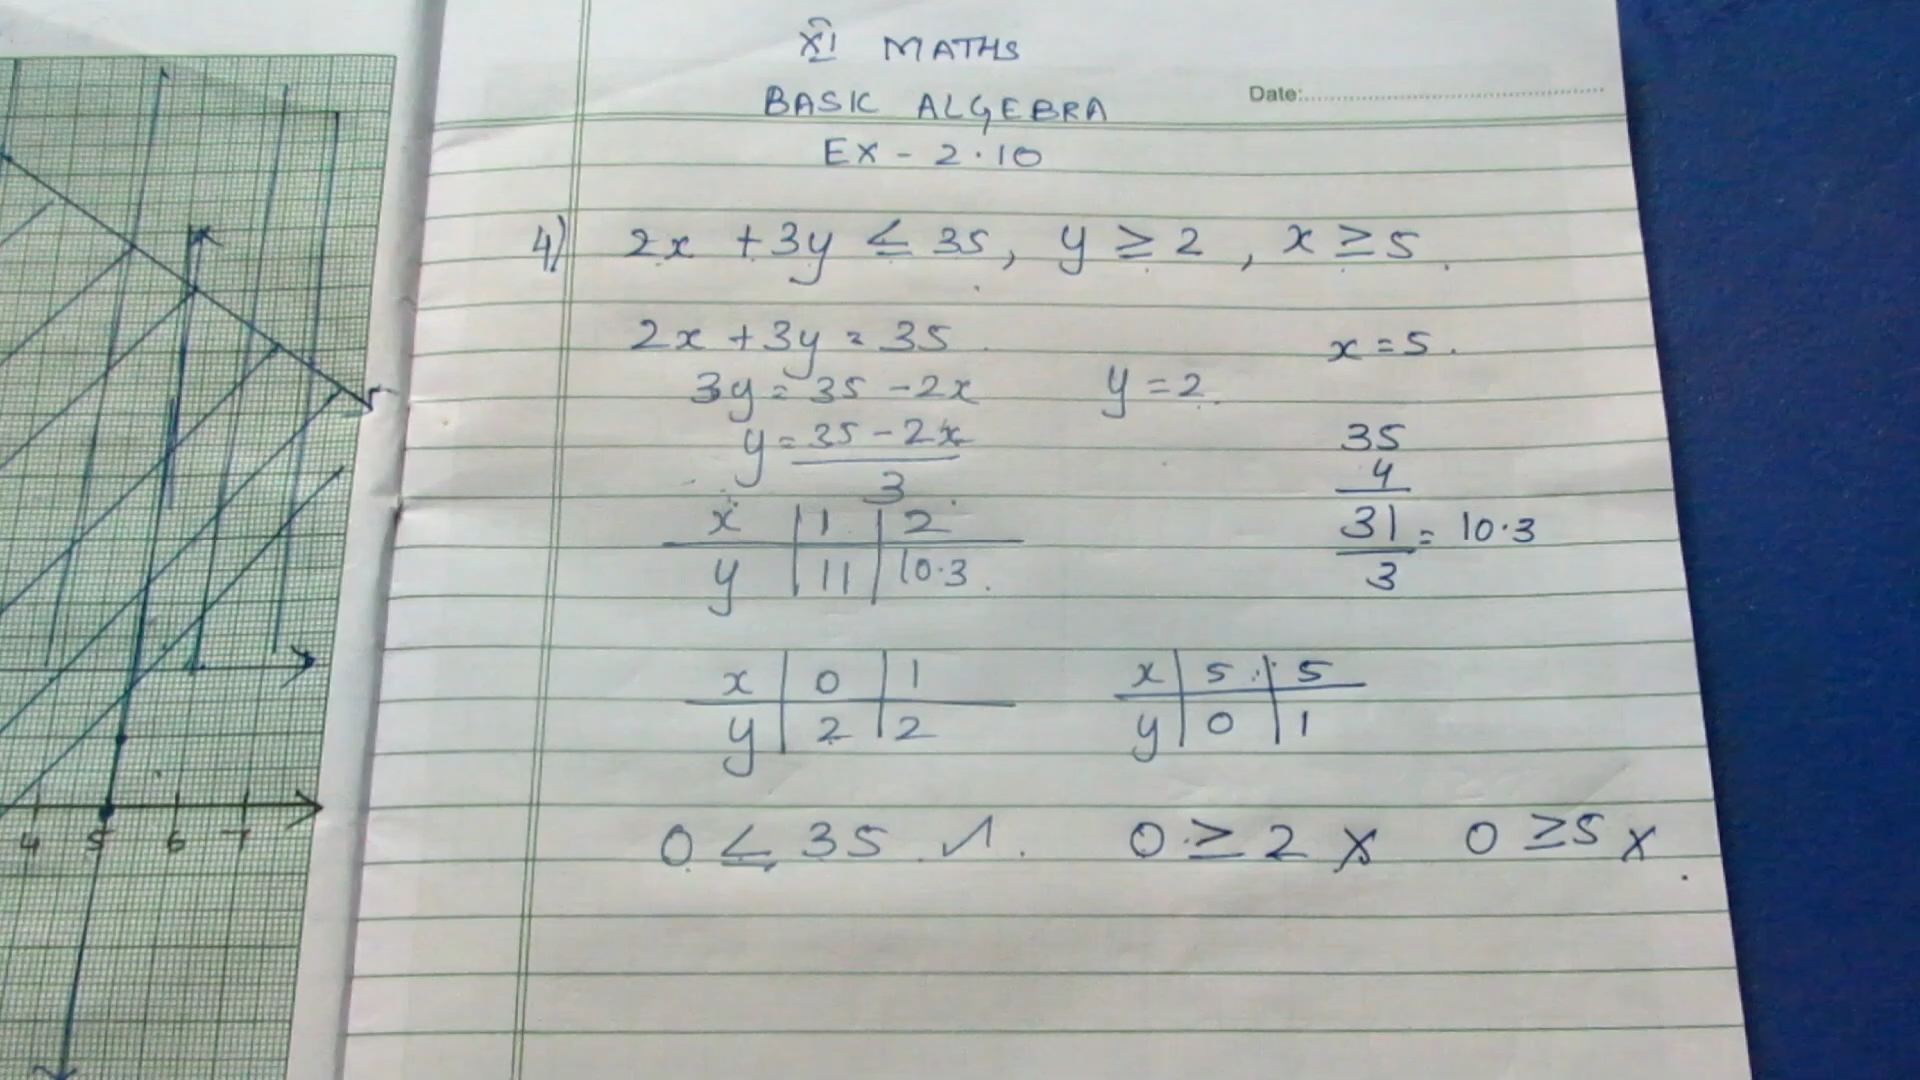 XI MATHS
BASIC ALGEBRA
Date:
EX - 2.10
4) 2x + 3y ≤ 35, y ≥ 2, x ≥ 5.
2x + 3y = 35
x = 5.
3y = 35 - 2x
y = 2.
y = 35 - 2x
3
35
4
31 = 10.3
3
x | 1 | 2
y | 11 | 10.3
x | 0 | 1
y | 2 | 2
x | 5 | 5
y | 0 | 1
0 ≤ 35 ✓.
0 ≥ 2 ✗
0 ≥ 5 ✗
4 5 6 7